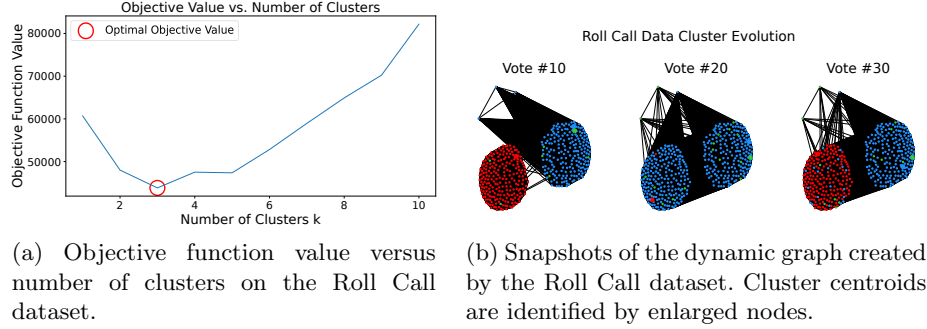 Objective Value vs. Number of Clusters
Optimal Objective Value
80000
70000
60000
50000
Objective Function Value
2 4 6 8 10
Number of Clusters k
(a) Objective function value versus
number of clusters on the Roll Call
dataset.
Roll Call Data Cluster Evolution
Vote #10 Vote #20 Vote #30
(b) Snapshots of the dynamic graph created
by the Roll Call dataset. Cluster centroids
are identified by enlarged nodes.